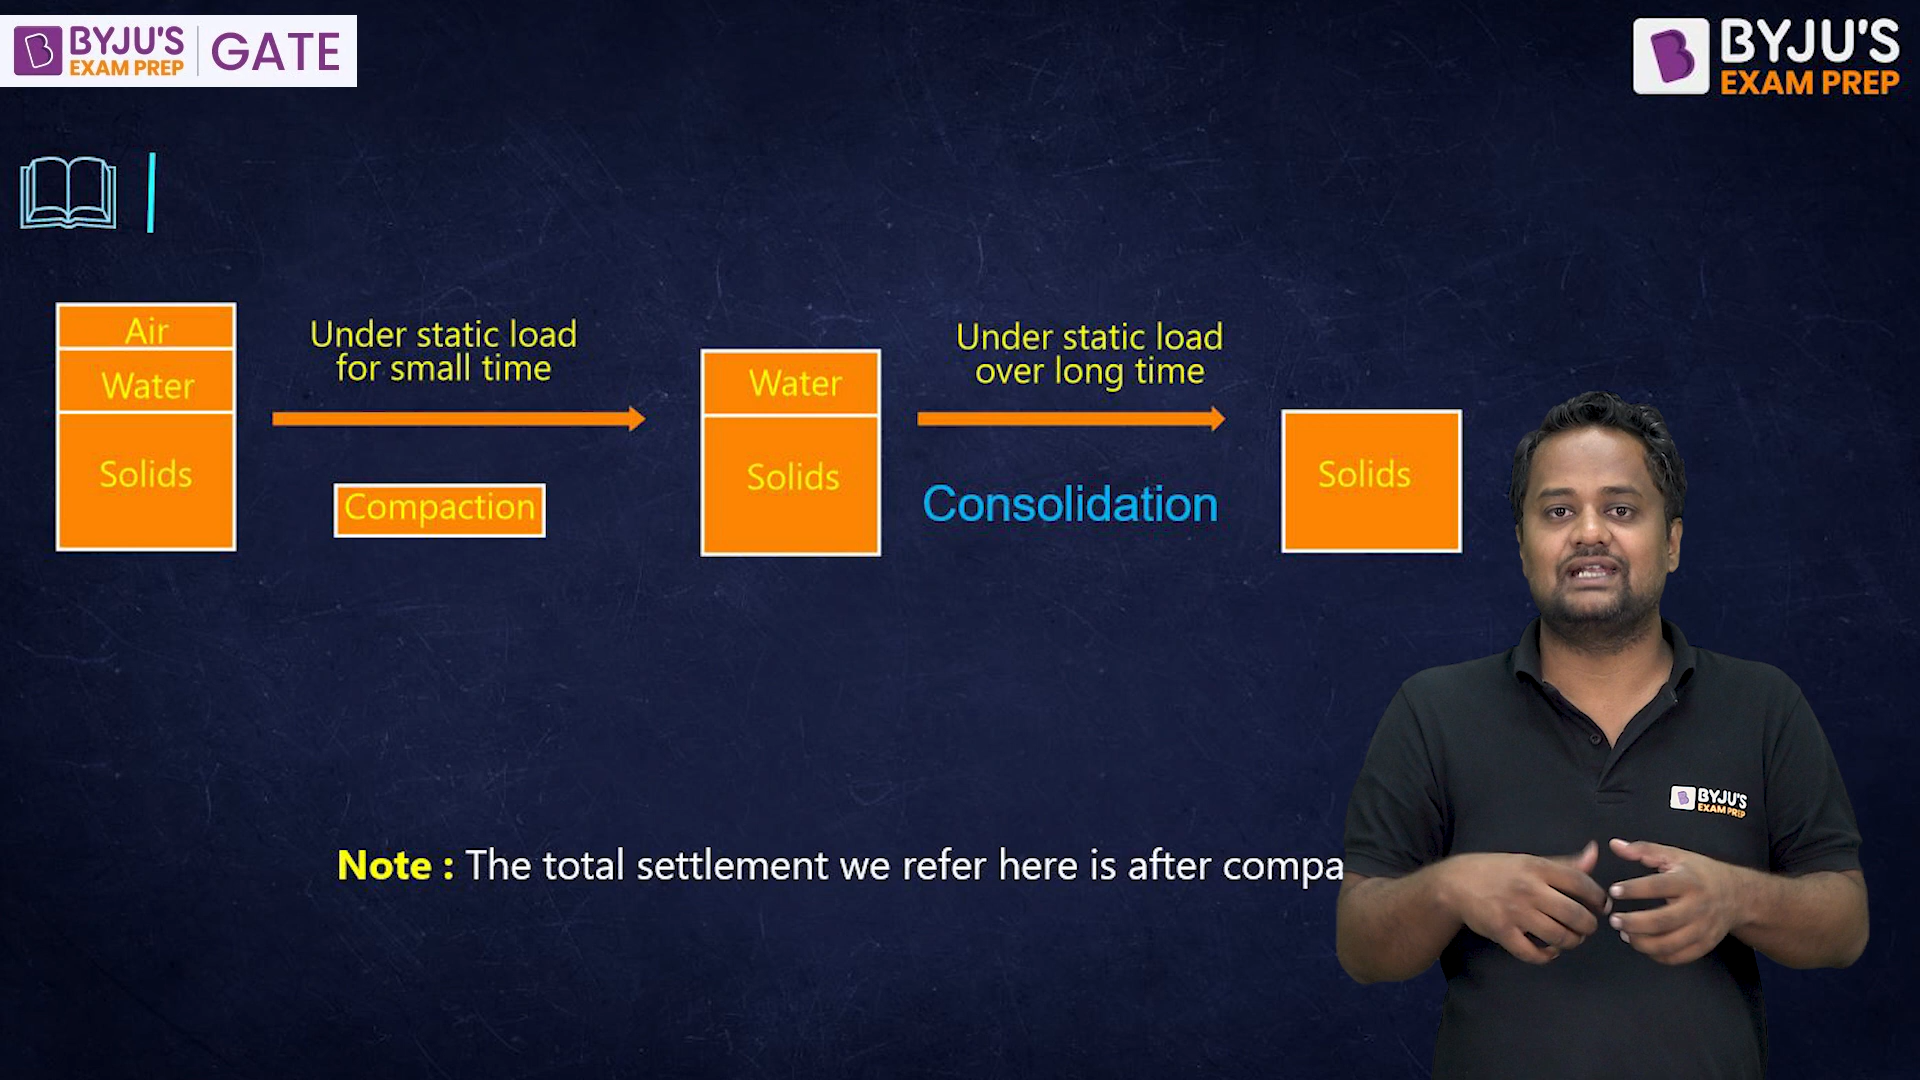 BYJU'S
EXAM PREP
GATE
BYJU'S
EXAM PREP
Air
Water
Solids
Under static load
for small time
Compaction
Water
Solids
Under static load
over long time
Consolidation
Solids
BYJU'S
EXAM PREP
Note : The total settlement we refer here is after compa